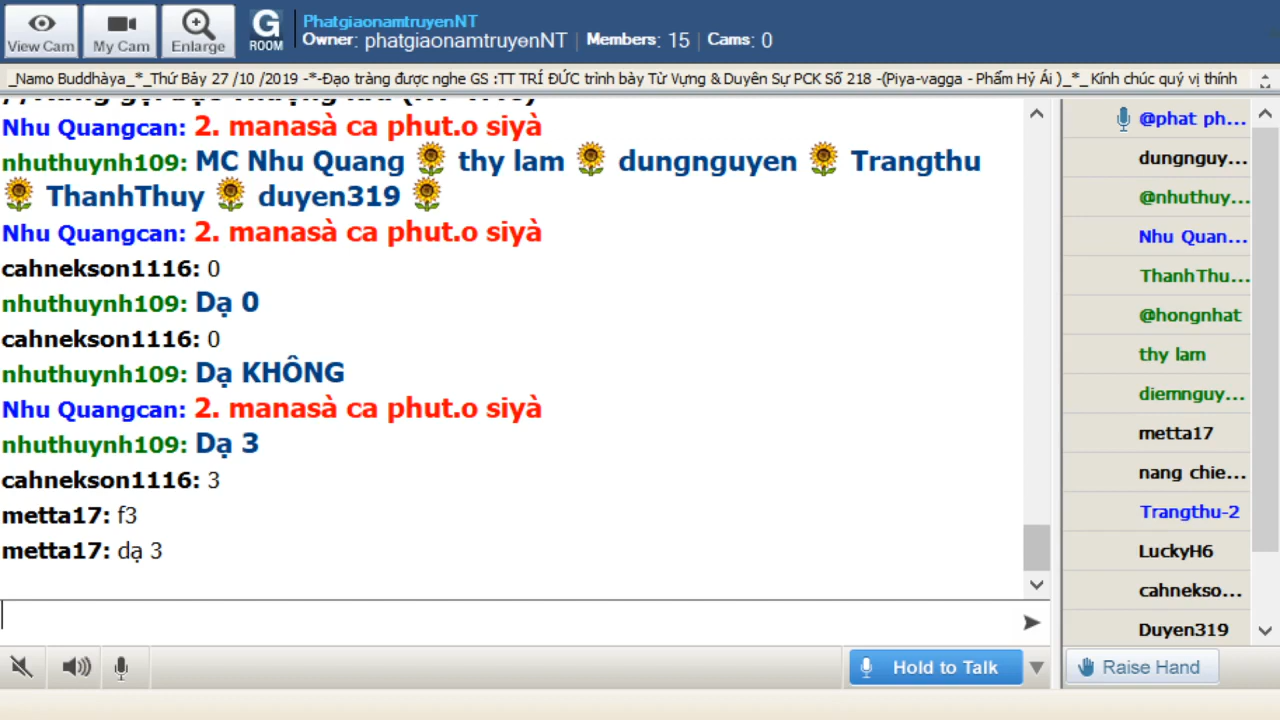 View Cam
My Cam
Enlarge
G
ROOM
PhatgiaonamtruyenNT
Owner: phatgiaonamtruyenNT | Members: 15 | Cams: 0
_Namo Buddhàya_*_Thứ Bảy 27 /10 /2019 -*-Đạo tràng được nghe GS :TT TRÍ ĐỨC trình bày Từ Vựng & Duyên Sự PCK Số 218 -(Piya-vagga - Phẩm Hỷ Ái )_*_Kính chúc quý vị thính
Nhu Quangcan: 2. manasà ca phut.o siyà
nhuthuynh109: MC Nhu Quang 🌻 thy lam 🌻 dungnguyen 🌻 Trangthu
🌻 ThanhThuy 🌻 duyen319 🌻
Nhu Quangcan: 2. manasà ca phut.o siyà
cahnekson1116: 0
nhuthuynh109: Dạ 0
cahnekson1116: 0
nhuthuynh109: Dạ KHÔNG
Nhu Quangcan: 2. manasà ca phut.o siyà
nhuthuynh109: Dạ 3
cahnekson1116: 3
metta17: f3
metta17: dạ 3
@phat ph...
dungnguy...
@nhuthuy...
Nhu Quan...
ThanhThu...
@hongnhat
thy lam
diemnguy...
metta17
nang chie...
Trangthu-2
LuckyH6
cahnekso...
Duyen319
Hold to Talk
Raise Hand